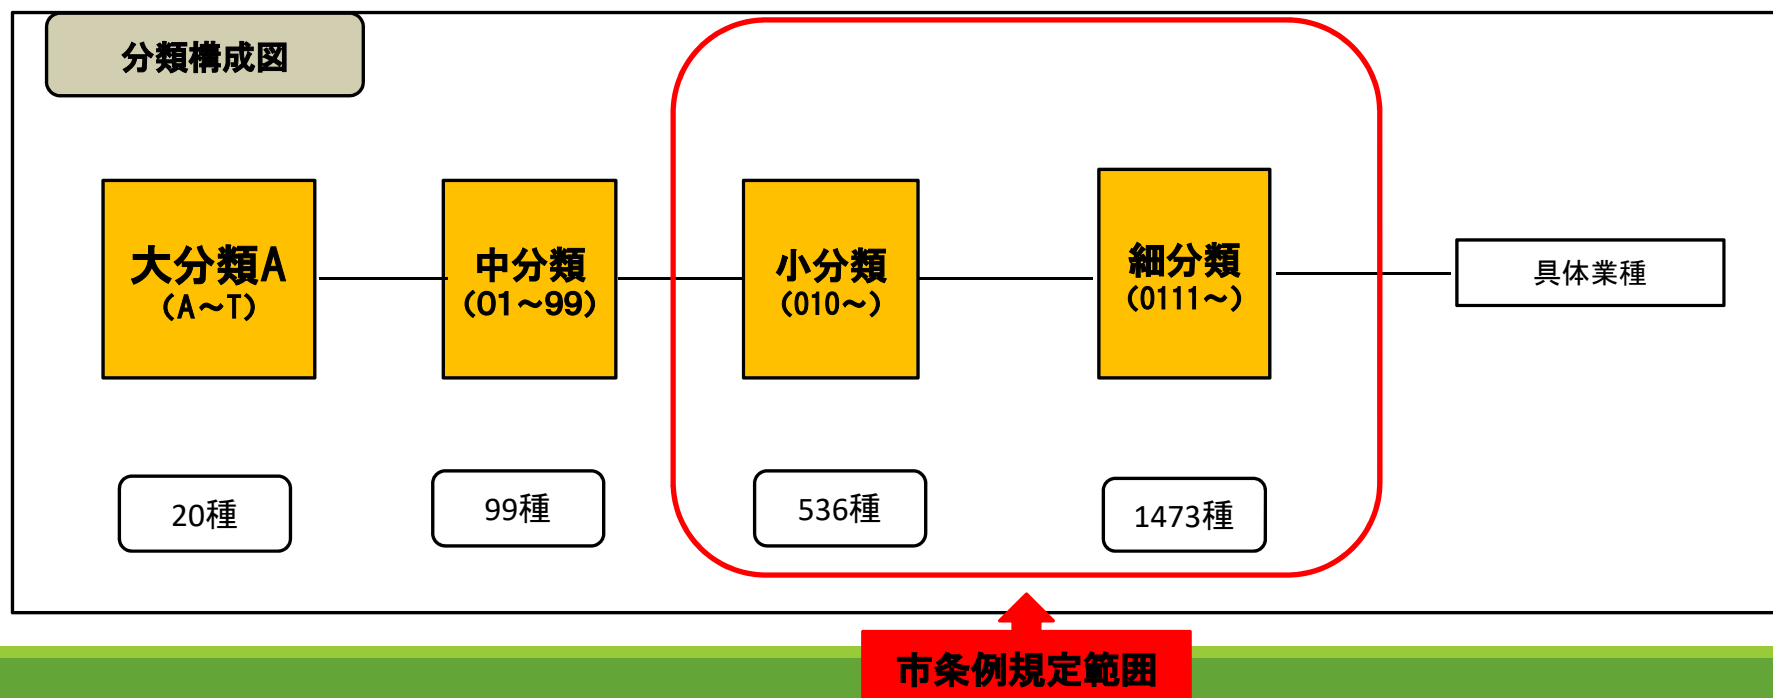 分類構成図
大分類A
（A～T）
中分類
（01～99）
小分類
（010～）
細分類
（0111～）
具体業種
20種
99種
536種
1473種
市条例規定範囲